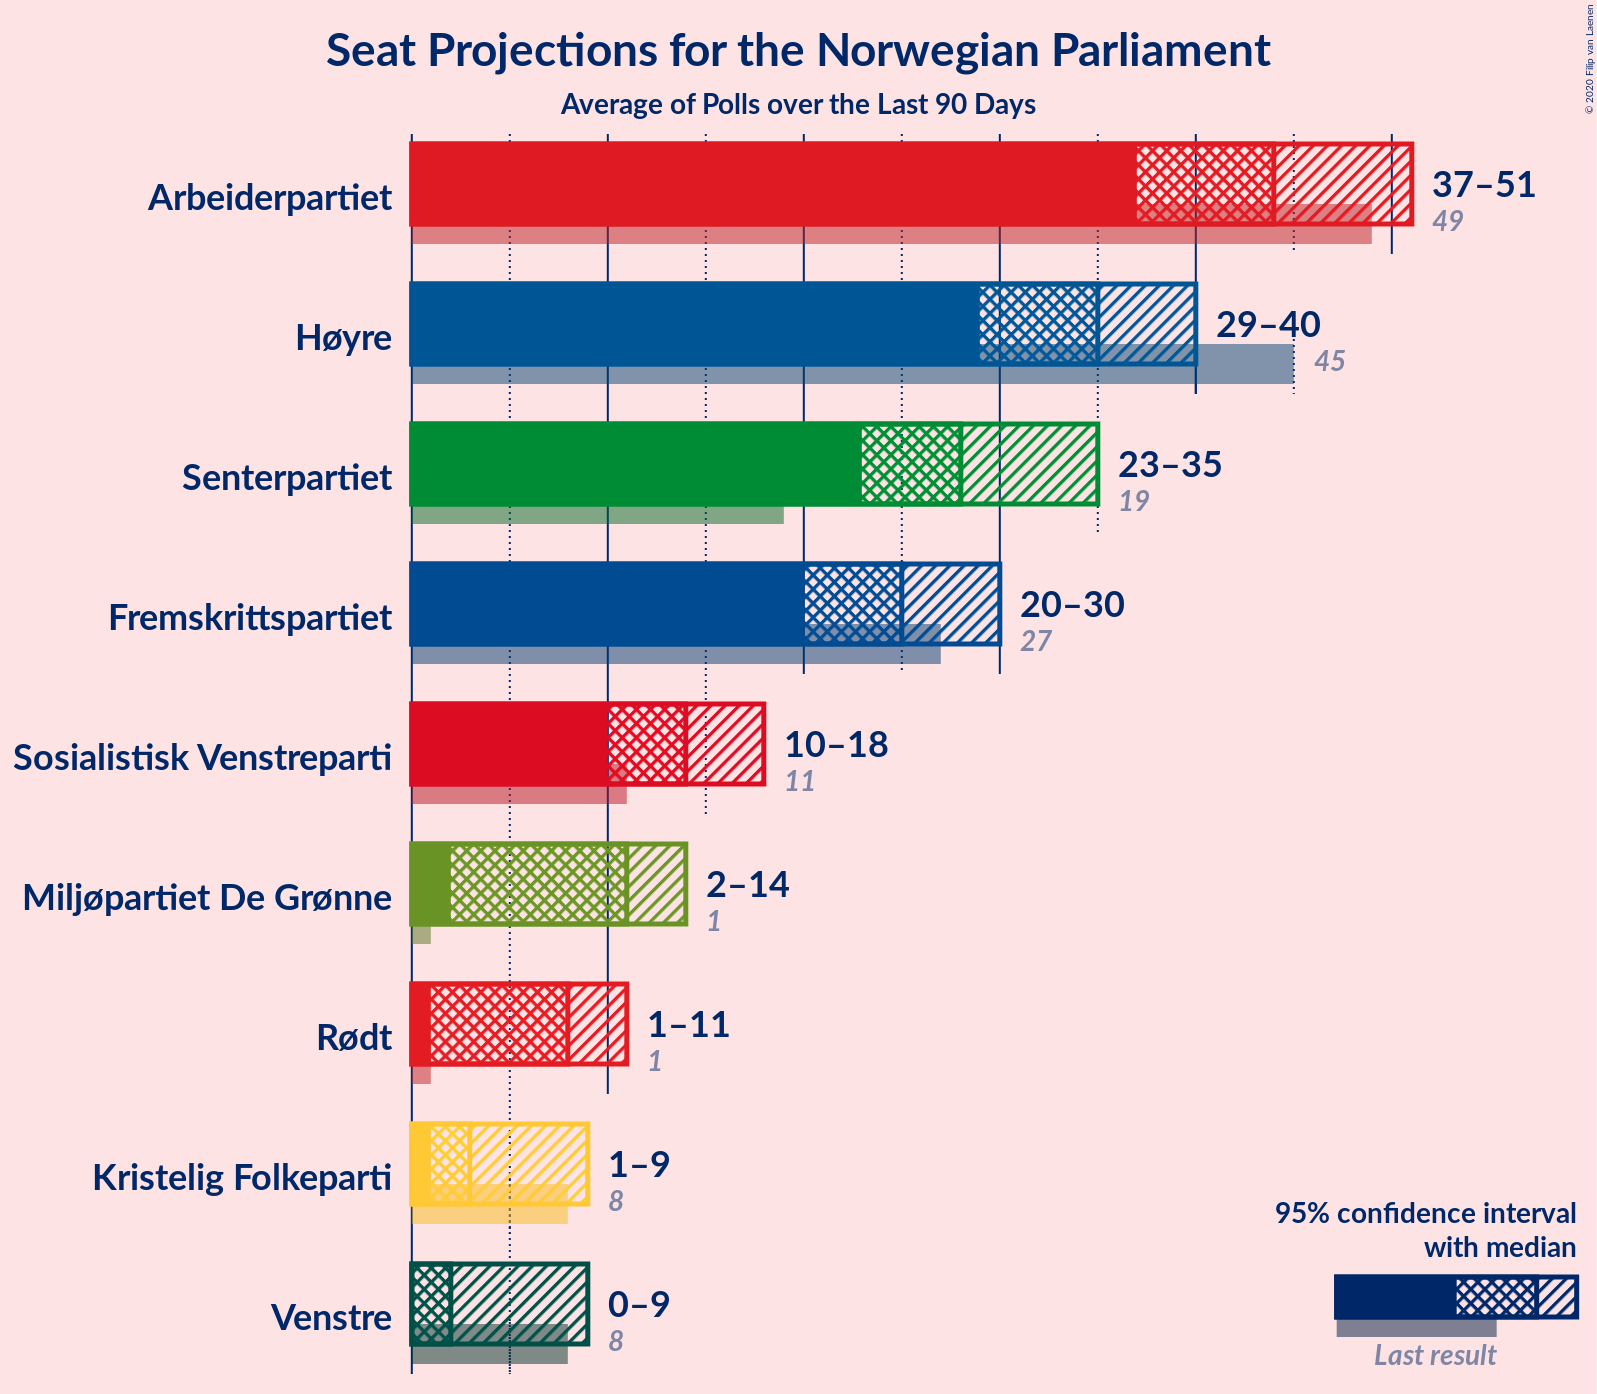 Seat Projections for the Norwegian Parliament
Average of Polls over the Last 90 Days
© 2020 Filip van Laenen
Arbeiderpartiet
37–51
49
Høyre
29–40
45
Senterpartiet
23–35
19
Fremskrittspartiet
20–30
27
Sosialistisk Venstreparti
10–18
11
Miljøpartiet De Grønne
2–14
1
Rødt
1–11
1
Kristelig Folkeparti
1–9
8
Venstre
0–9
8
95% confidence interval
with median
Last result